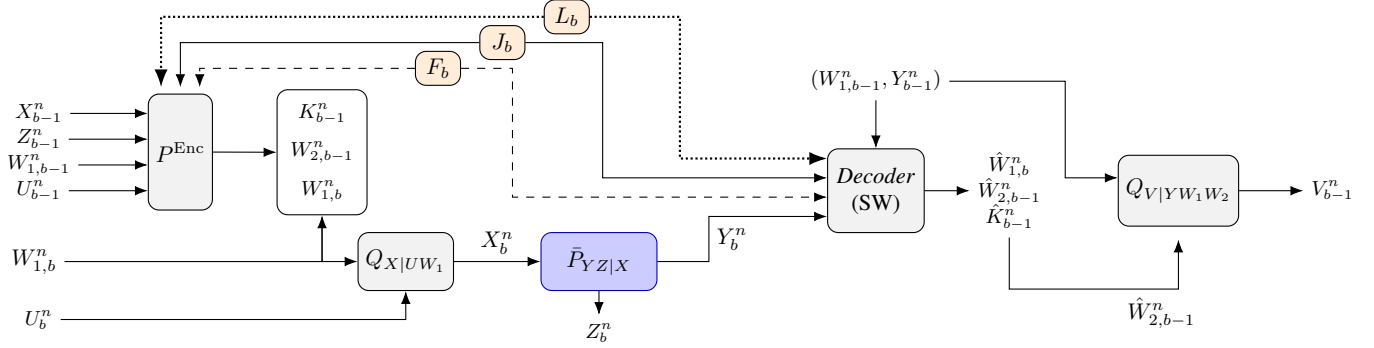 L_b
J_b
F_b
X^n_{b-1}
Z^n_{b-1}
W^n_{1,b-1}
U^n_{b-1}
P^{Enc}
K^n_{b-1}
W^n_{2,b-1}
W^n_{1,b}
(W^n_{1,b-1}, Y^n_{b-1})
Decoder
(SW)
Ŵ^n_{1,b}
Ŵ^n_{2,b-1}
K̂^n_{b-1}
Q_{V|YW_1W_2}
V^n_{b-1}
W^n_{1,b}
Q_{X|UW_1}
X^n_b
P̄_{YZ|X}
Y^n_b
U^n_b
Z^n_b
Ŵ^n_{2,b-1}